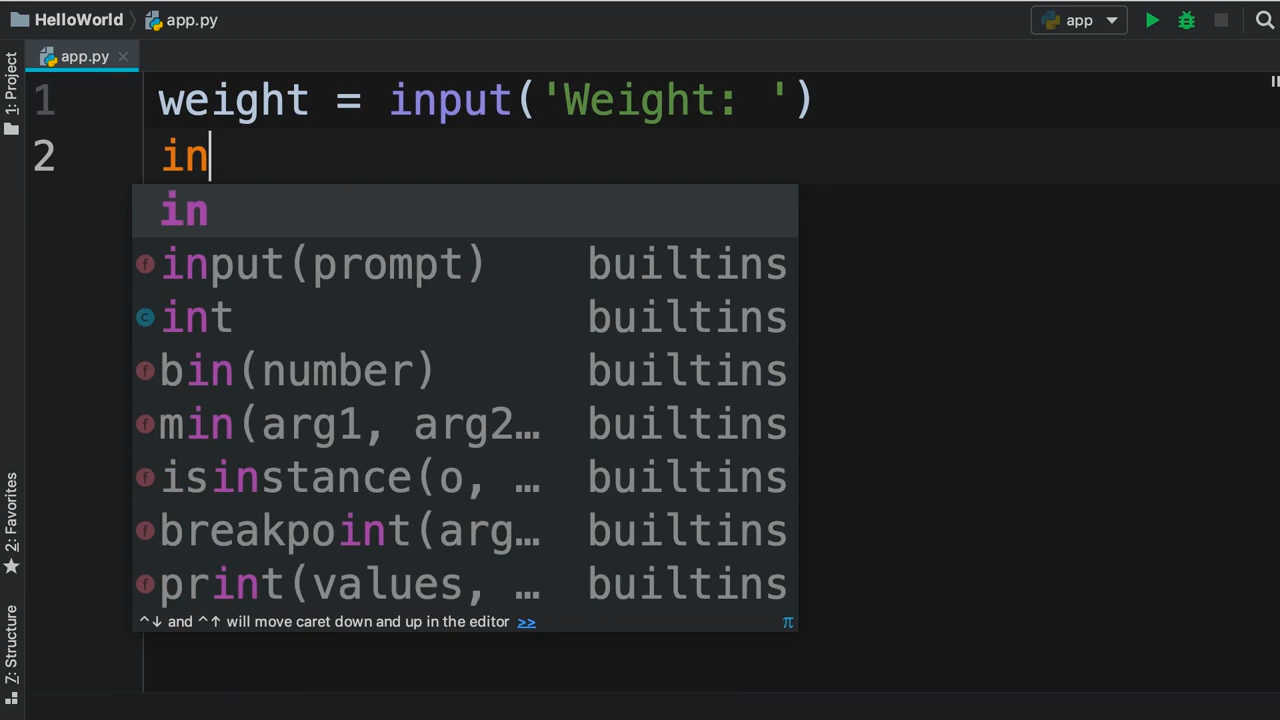 HelloWorld app.py app
app.py
1: Project
1 weight = input('Weight: ')
2 in
in
f input(prompt) builtins
C int builtins
f bin(number) builtins
f min(arg1, arg2… builtins
f isinstance(o, … builtins
f breakpoint(arg… builtins
f print(values, … builtins
^↓ and ^↑ will move caret down and up in the editor >> π
2: Favorites
Z: Structure